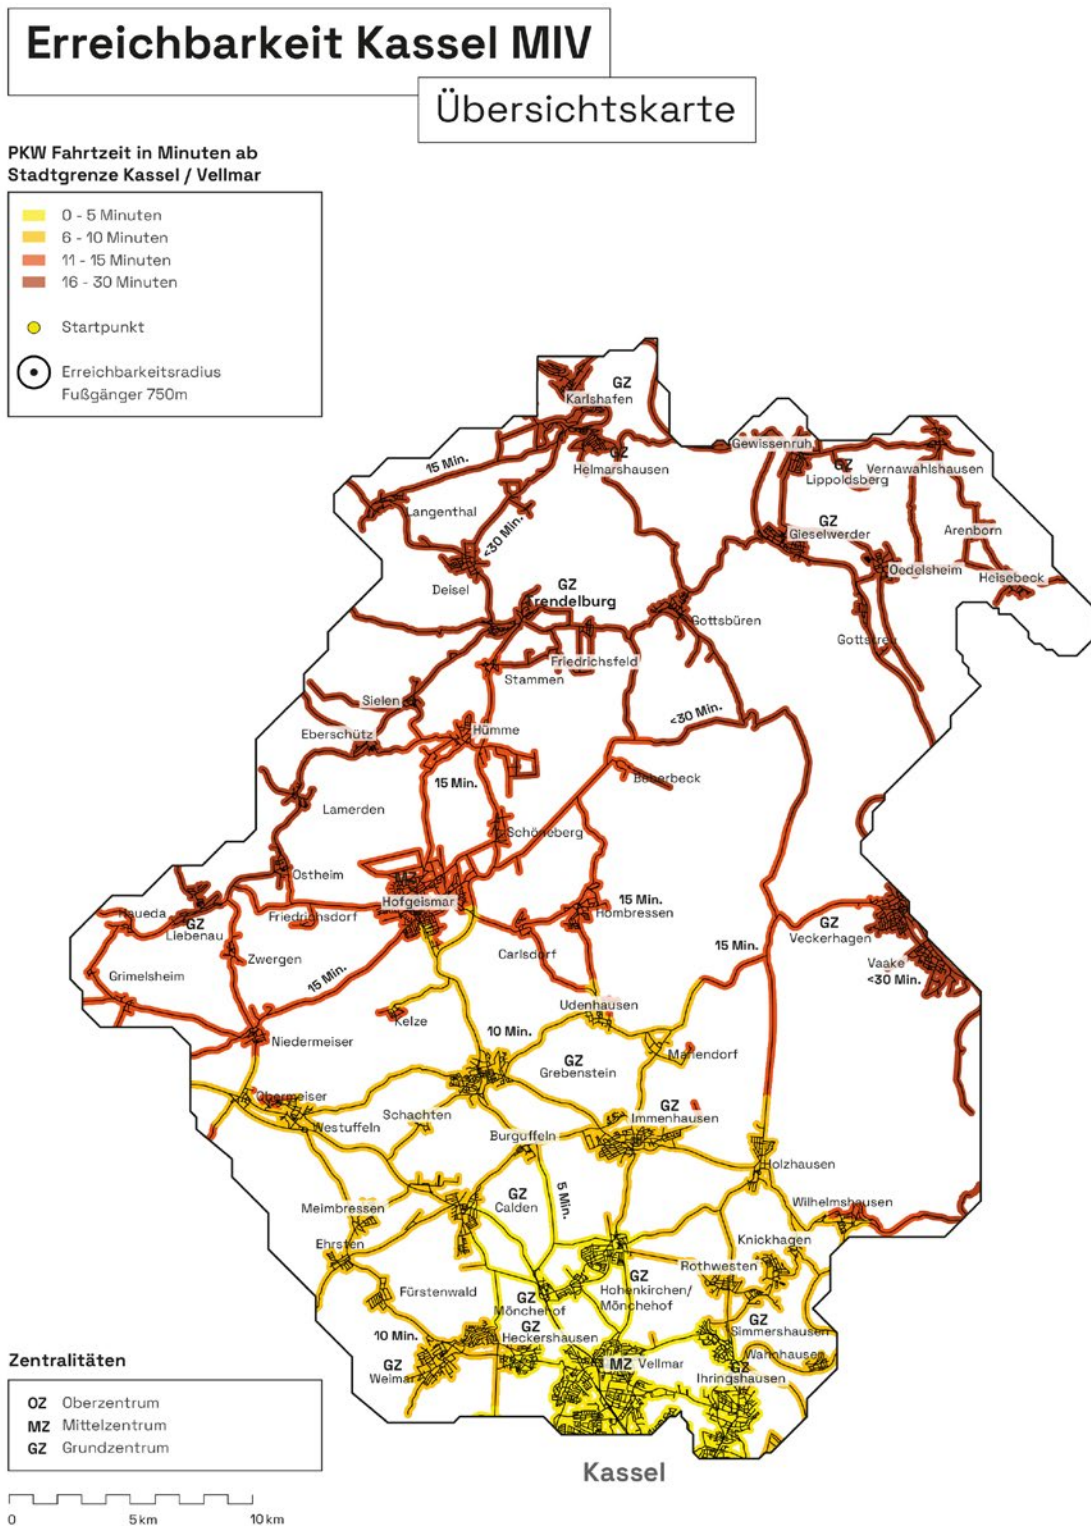 Erreichbarkeit Kassel MIV
Übersichtskarte
PKW Fahrtzeit in Minuten ab
Stadtgrenze Kassel / Vellmar
0 - 5 Minuten
6 - 10 Minuten
11 - 15 Minuten
16 - 30 Minuten
Startpunkt
Erreichbarkeitsradius
Fußgänger 750m
GZ
Karlshafen
GZ
Helmarshausen
15 Min.
Gewissenruh
GZ
Lippoldsberg
Vernawahlshausen
Langenthal
<30 Min.
GZ
Gieselwerder
Arenborn
Oedelsheim
Heisebeck
Deisel
GZ
Trendelburg
Gottsbüren
Gottstreu
Friedrichsfeld
Stammen
Sielen
<30 Min.
Eberschütz
Hümme
15 Min.
Beberbeck
Lamerden
Schöneberg
Ostheim
MZ
Hofgeismar
15 Min.
Hombressen
Haueda
GZ
Liebenau
Friedrichsdorf
GZ
Veckerhagen
Zwergen
Carlsdorf
15 Min.
Vaake
<30 Min.
Grimelsheim
15 Min.
Udenhausen
Kelze
Niedermeiser
10 Min.
Mariendorf
GZ
Grebenstein
Obermeiser
Schachten
GZ
Immenhausen
Westuffeln
Burguffeln
Holzhausen
5 Min.
GZ
Calden
Meimbressen
Wilhelmshausen
Ehrsten
Knickhagen
Rothwesten
Fürstenwald
GZ
Hohenkirchen/
Mönchehof
GZ
Mönchehof
GZ
Heckershausen
GZ
Simmershausen
10 Min.
Wahnhausen
GZ
Weimar
MZ Vellmar
GZ
Ihringshausen
Kassel
Zentralitäten
OZ Oberzentrum
MZ Mittelzentrum
GZ Grundzentrum
0 5 km 10 km